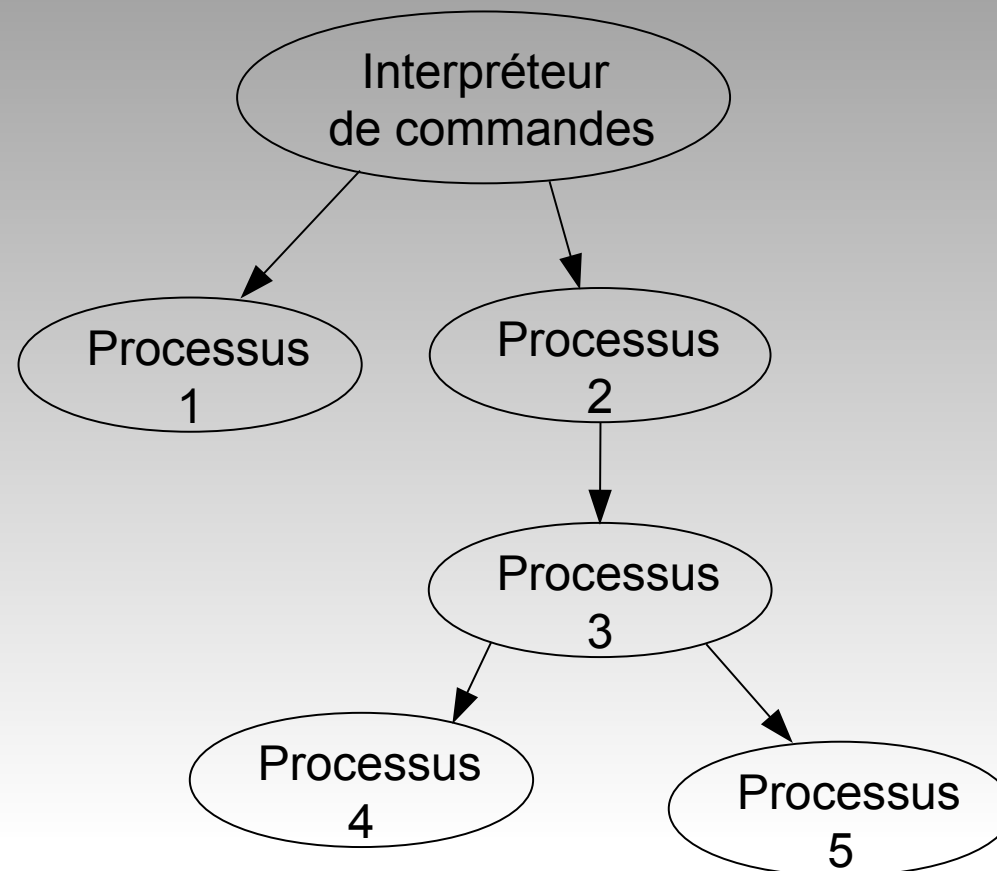 Interpréteur
de commandes
Processus
1
Processus
2
Processus
3
Processus
4
Processus
5